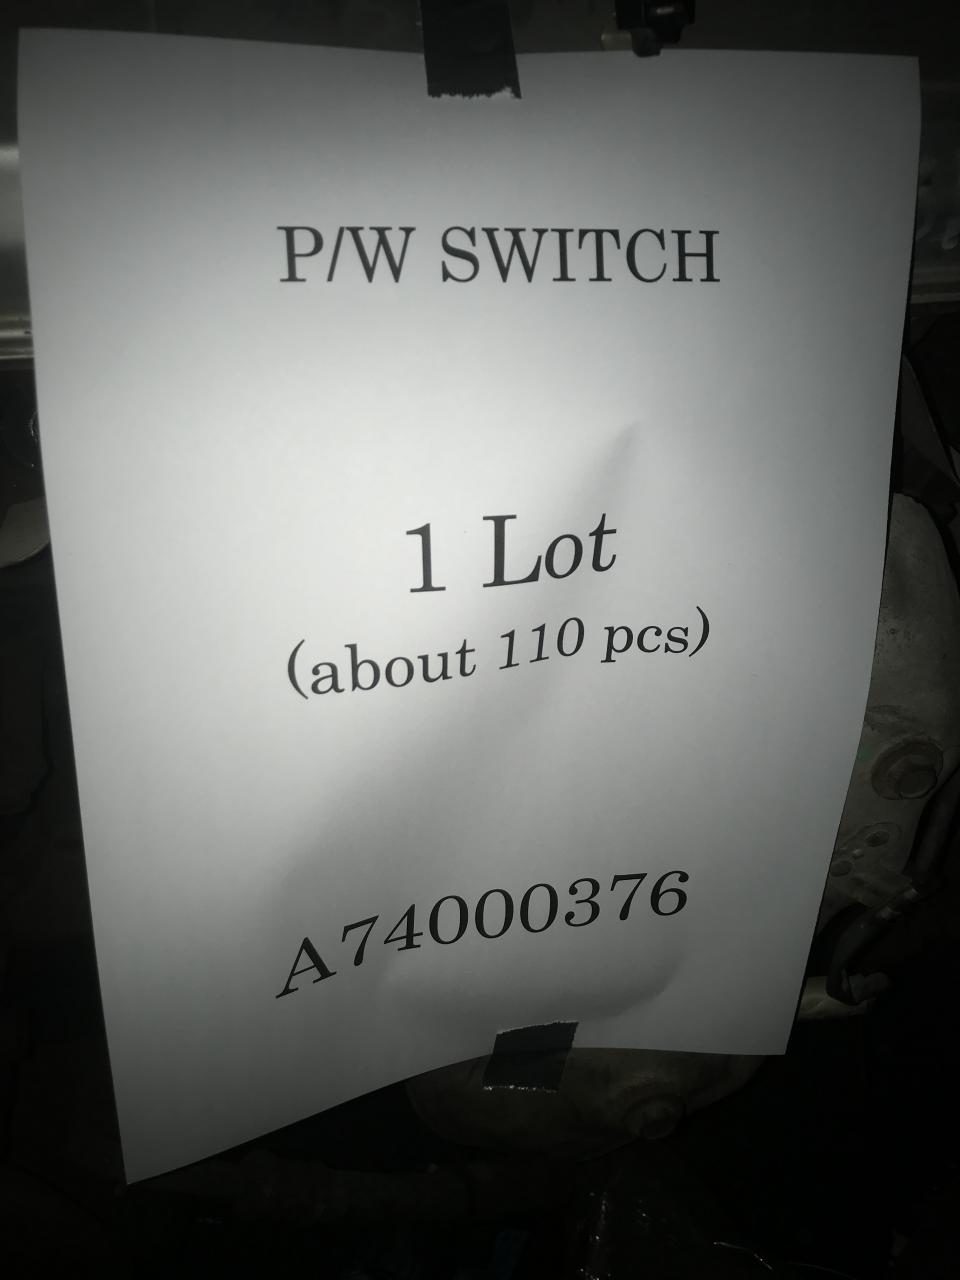 P/W SWITCH
1 Lot
(about 110 pcs)
A74000376